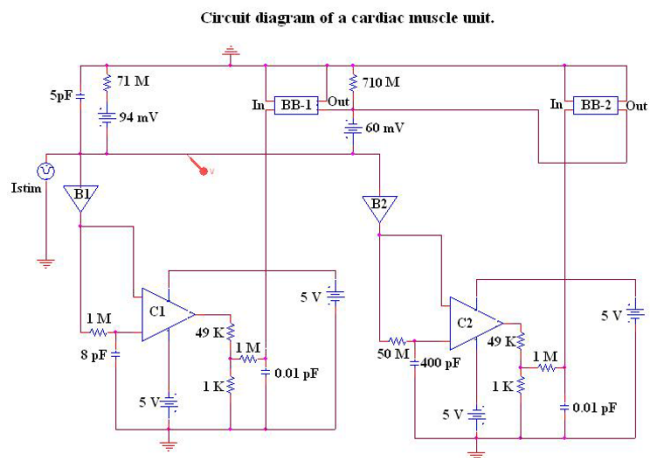 Circuit diagram of a cardiac muscle unit.
71 M
710 M
5pF
In
BB-1
Out
In
BB-2
Out
94 mV
60 mV
Istim
B1
V
B2
C1
5 V
C2
5 V
1 M
49 K
1 M
50 M
49 K
1 M
8 pF
400 pF
1 K
0.01 pF
1 K
0.01 pF
5 V
5 V